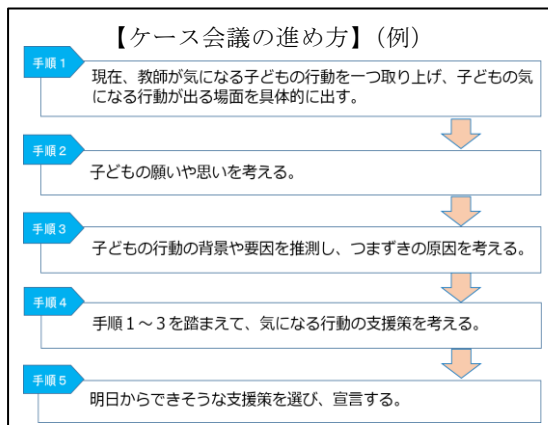 【ケース会議の進め方】（例）
手順１
現在、教師が気になる子どもの行動を一つ取り上げ、子どもの気
になる行動が出る場面を具体的に出す。
手順２
子どもの願いや思いを考える。
手順３
子どもの行動の背景や要因を推測し、つまずきの原因を考える。
手順４
手順１～３を踏まえて、気になる行動の支援策を考える。
手順５
明日からできそうな支援策を選び、宣言する。